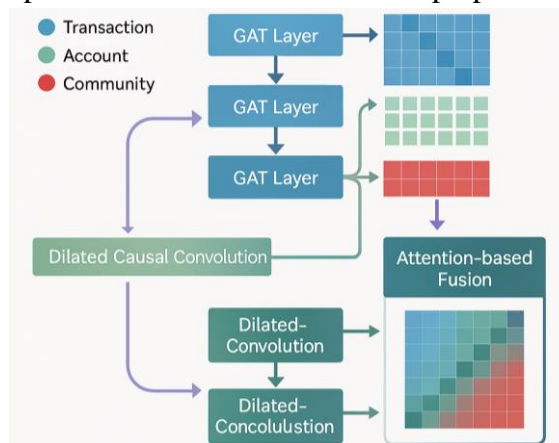 Transaction
Account
Community
GAT Layer
GAT Layer
GAT Layer
Dilated Causal Convolution
Attention-based
Fusion
Dilated-
Convolution
Dilated-
Concolulustion